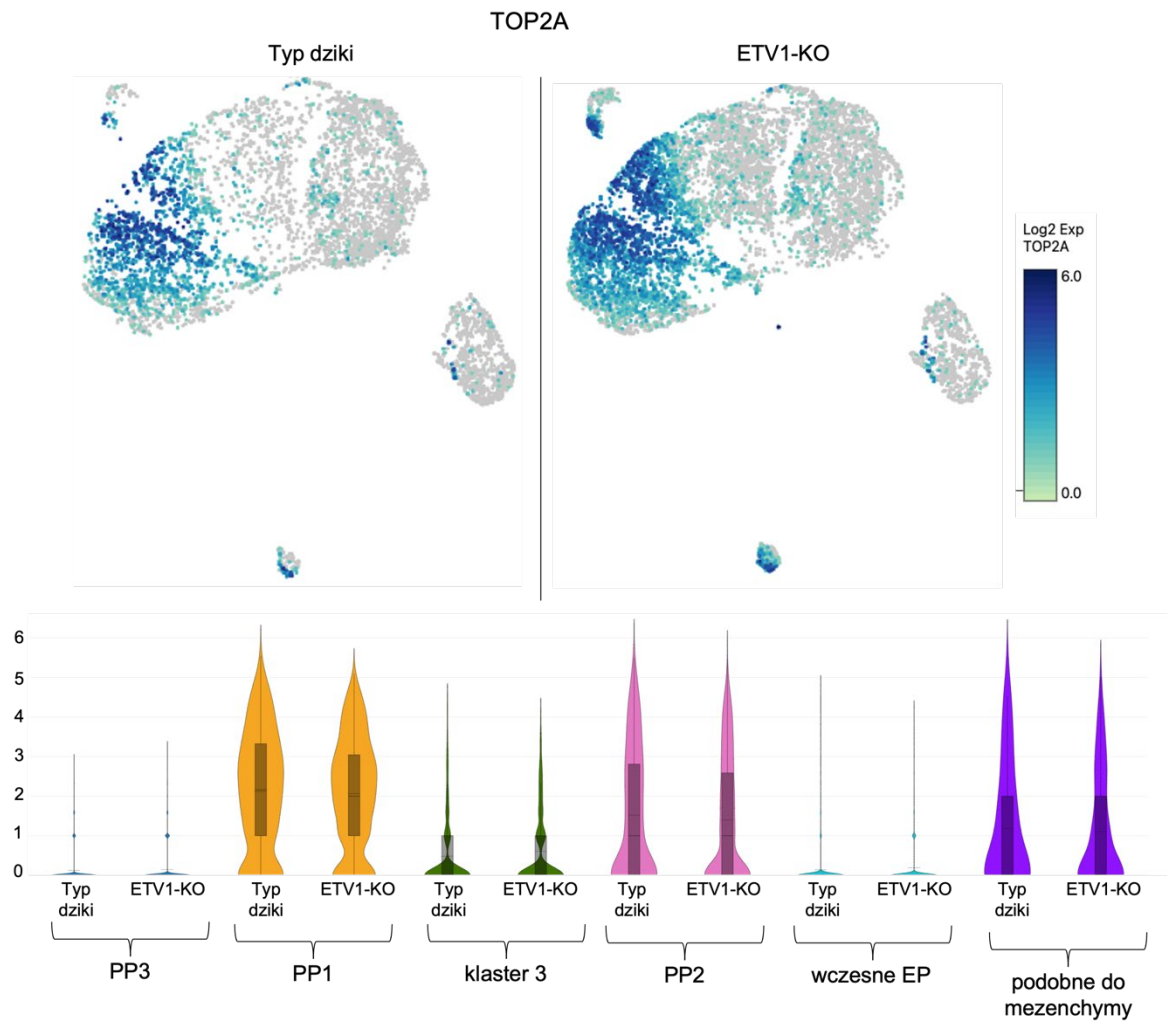 TOP2A
Typ dziki
ETV1-KO
Log2 Exp
TOP2A
6.0
0.0
6
5
4
3
2
1
0
Typ
dziki
ETV1-KO
Typ
dziki
ETV1-KO
Typ
dziki
ETV1-KO
Typ
dziki
ETV1-KO
Typ
dziki
ETV1-KO
Typ
dziki
ETV1-KO
PP3
PP1
klaster 3
PP2
wczesne EP
podobne do
mezenchymy